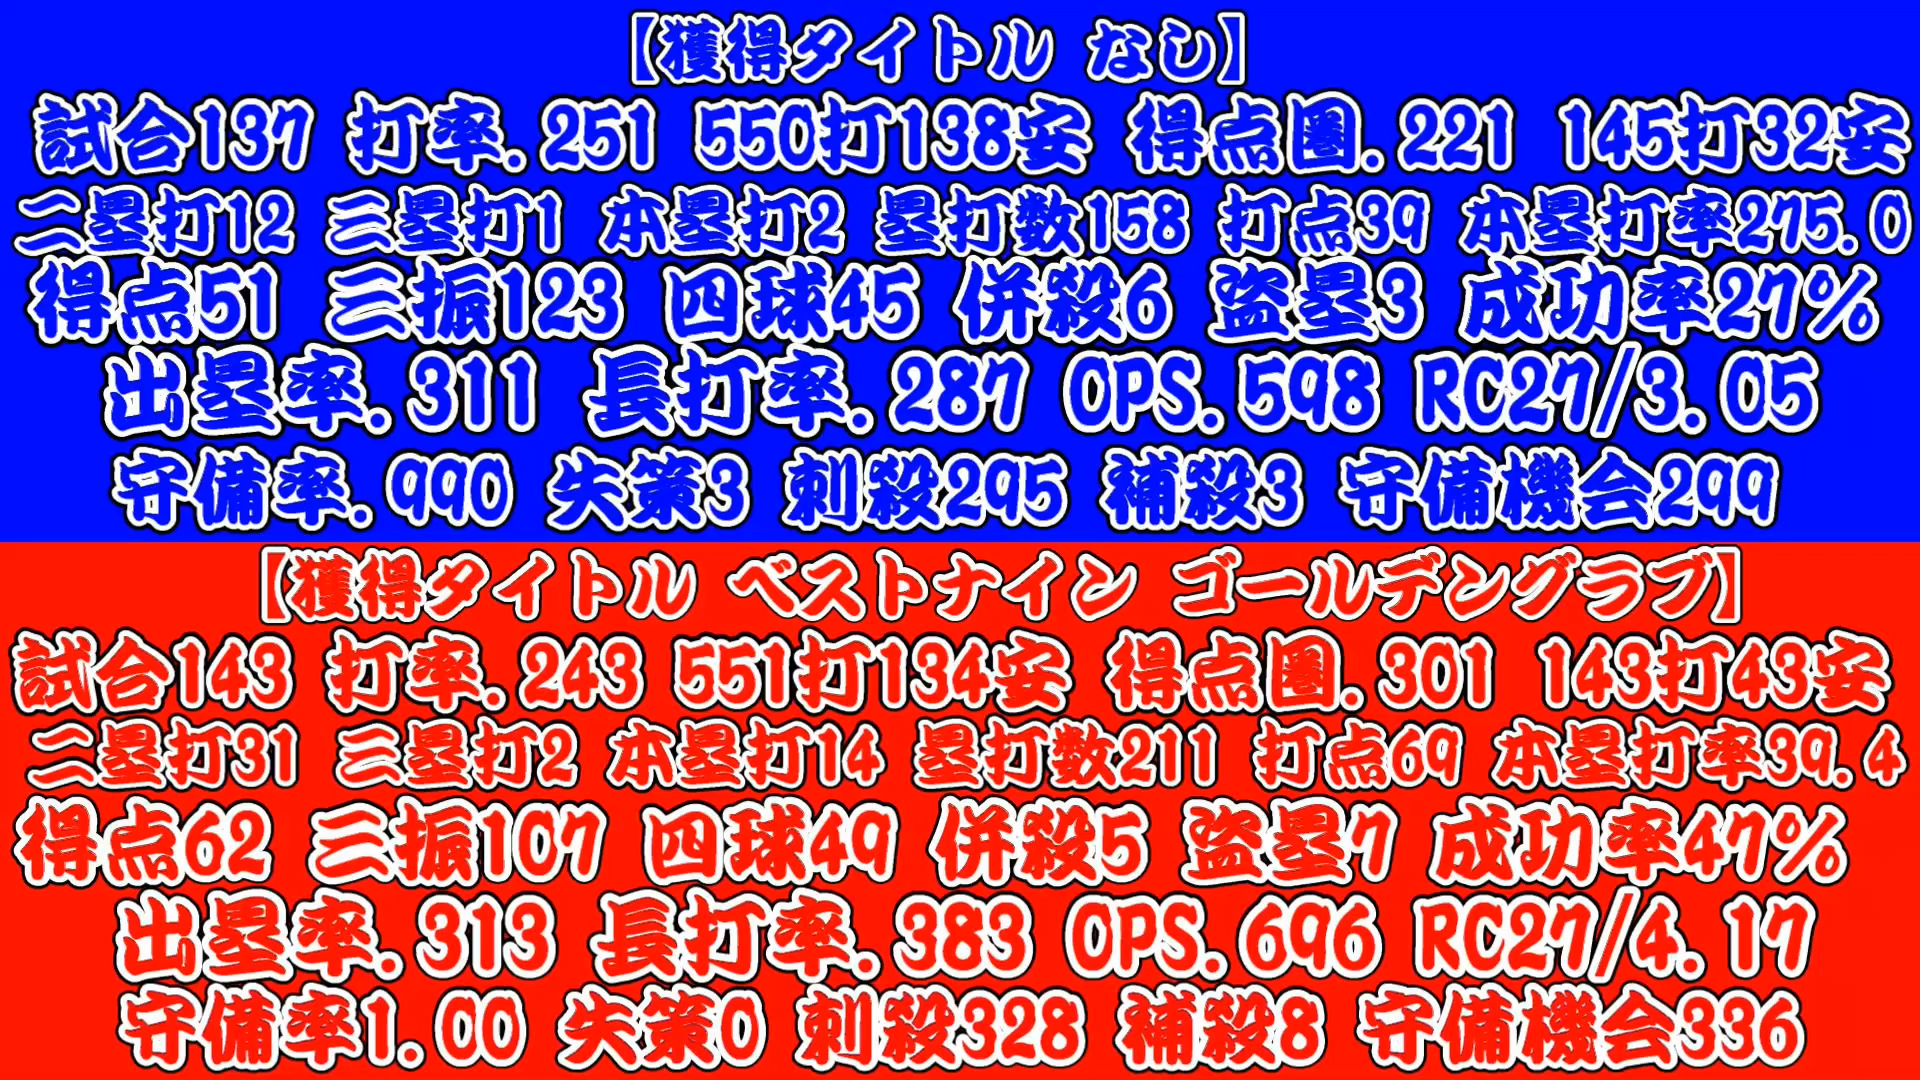 【獲得タイトル なし】
試合137 打率.251 550打138安 得点圏.221 145打32安
二塁打12 三塁打1 本塁打2 塁打数158 打点39 本塁打率275.0
得点51 三振123 四球45 併殺6 盗塁3 成功率27%
出塁率.311 長打率.287 OPS.598 RC27/3.05
守備率.990 失策3 刺殺295 補殺3 守備機会299
【獲得タイトル ベストナイン ゴールデングラブ】
試合143 打率.243 551打134安 得点圏.301 143打43安
二塁打31 三塁打2 本塁打14 塁打数211 打点69 本塁打率39.4
得点62 三振107 四球49 併殺5 盗塁7 成功率47%
出塁率.313 長打率.383 OPS.696 RC27/4.17
守備率1.00 失策0 刺殺328 補殺8 守備機会336